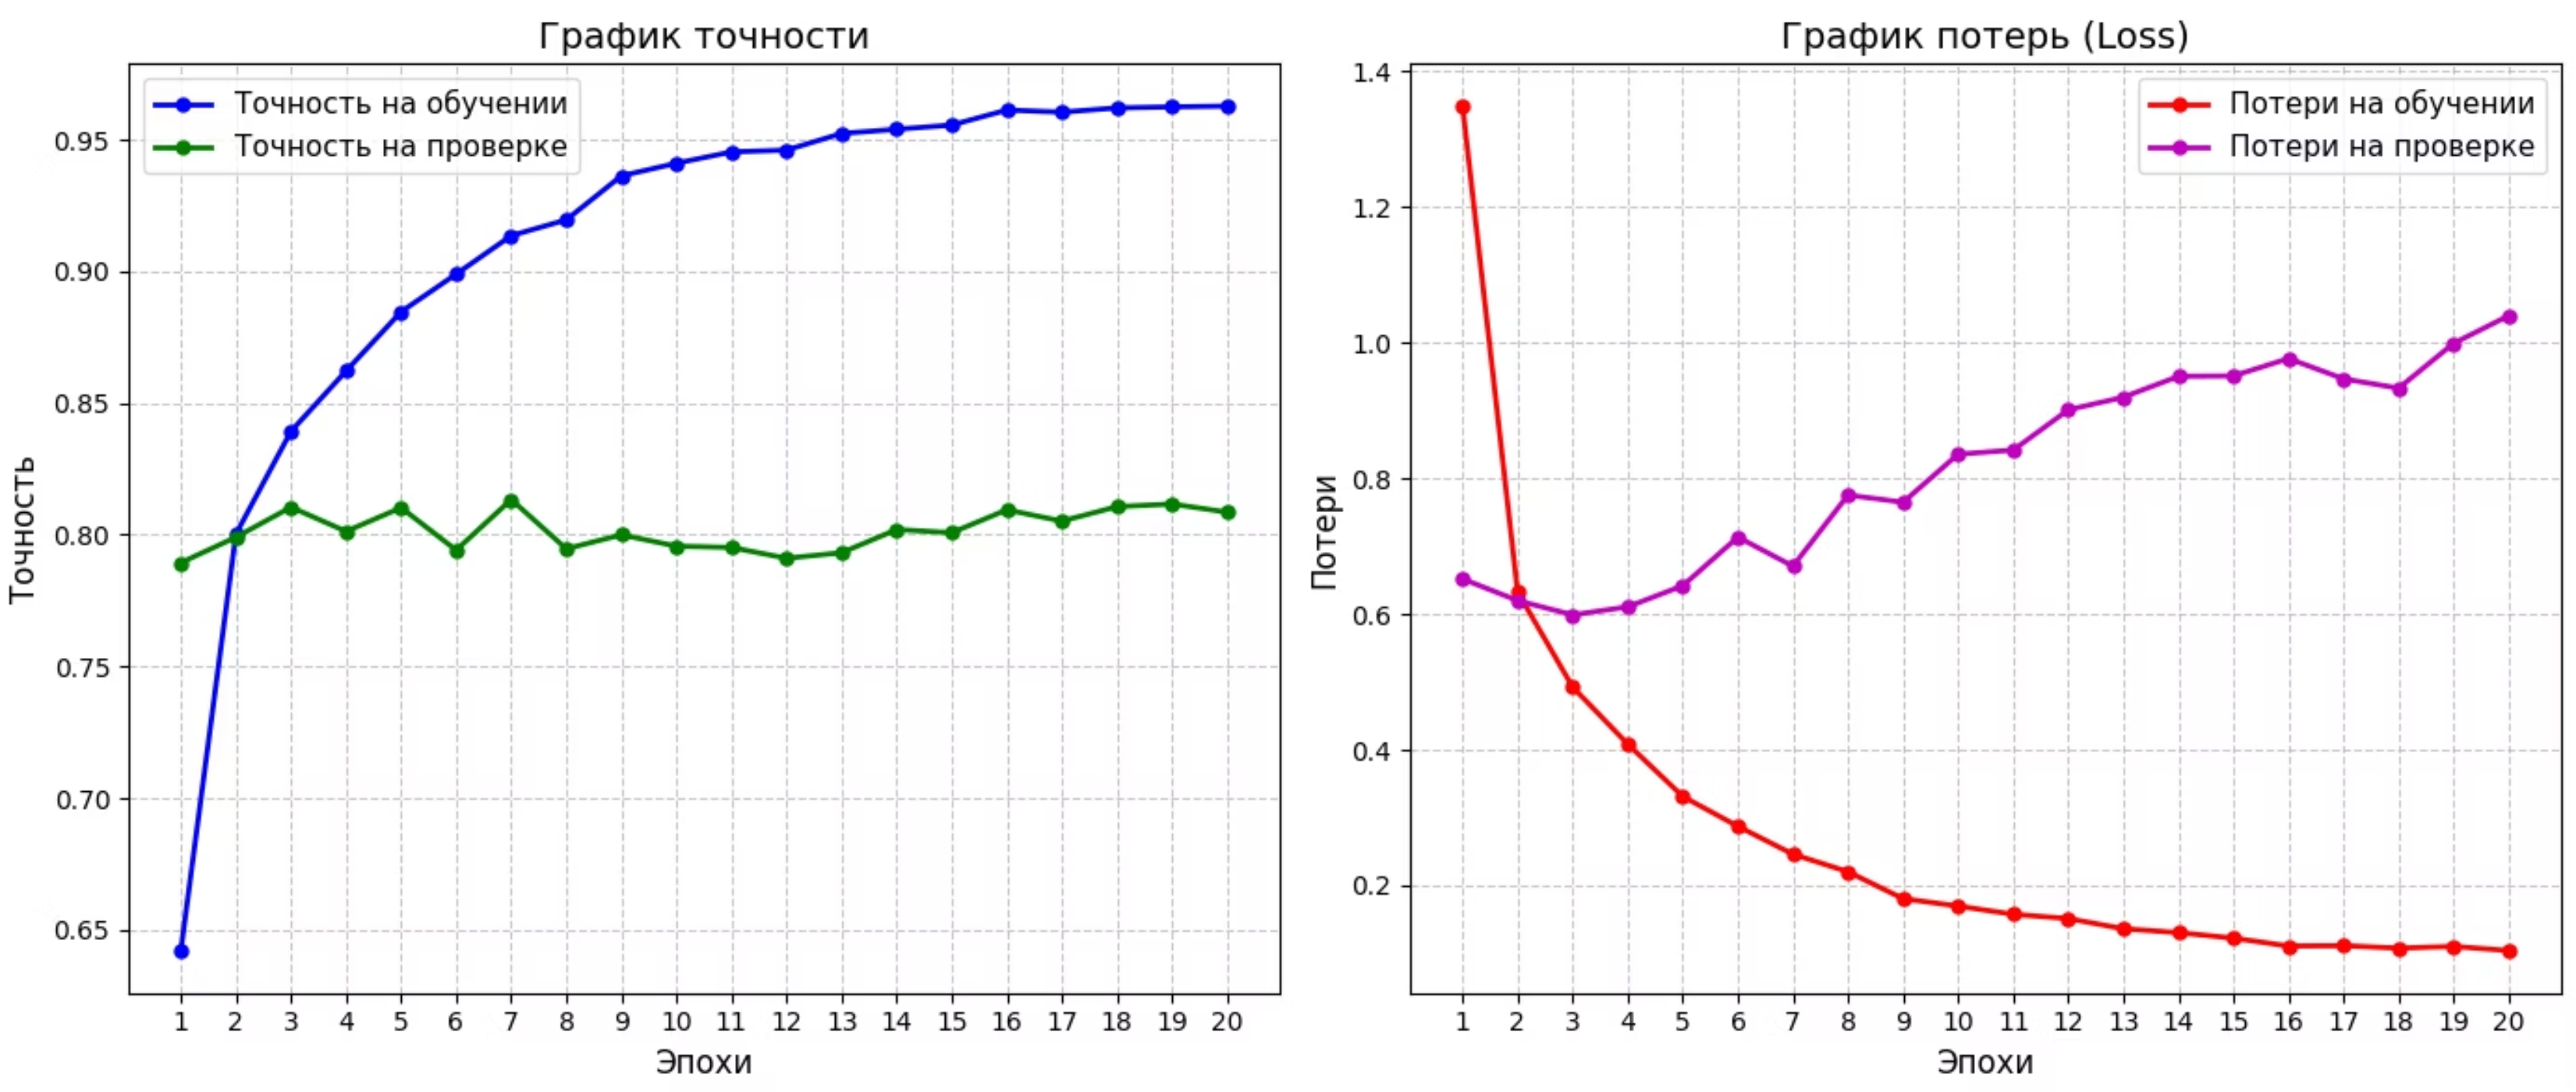 График точности
Точность на обучении
Точность на проверке
0.95
0.90
0.85
0.80
0.75
0.70
0.65
Точность
1 2 3 4 5 6 7 8 9 10 11 12 13 14 15 16 17 18 19 20
Эпохи
График потерь (Loss)
Потери на обучении
Потери на проверке
1.4
1.2
1.0
0.8
0.6
0.4
0.2
Потери
1 2 3 4 5 6 7 8 9 10 11 12 13 14 15 16 17 18 19 20
Эпохи